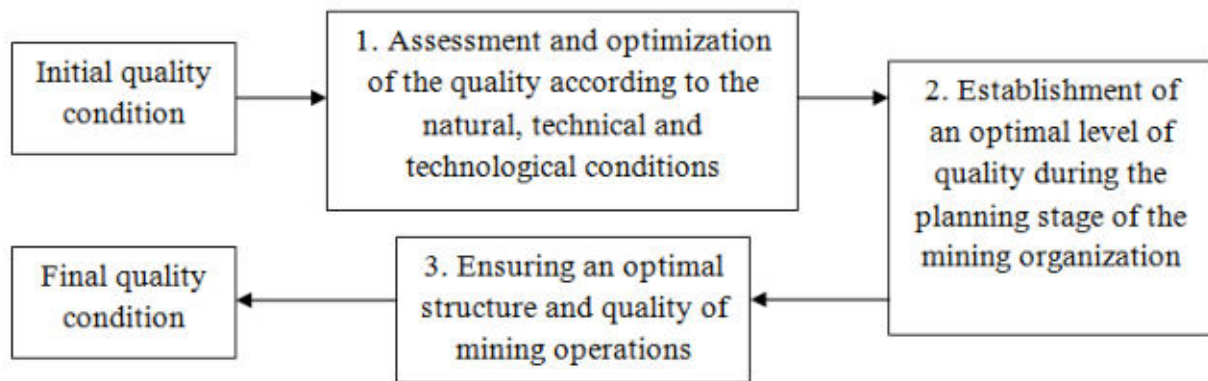 Initial quality
condition
1. Assessment and optimization
of the quality according to the
natural, technical and
technological conditions
2. Establishment of
an optimal level of
quality during the
planning stage of the
mining organization
3. Ensuring an optimal
structure and quality of
mining operations
Final quality
condition